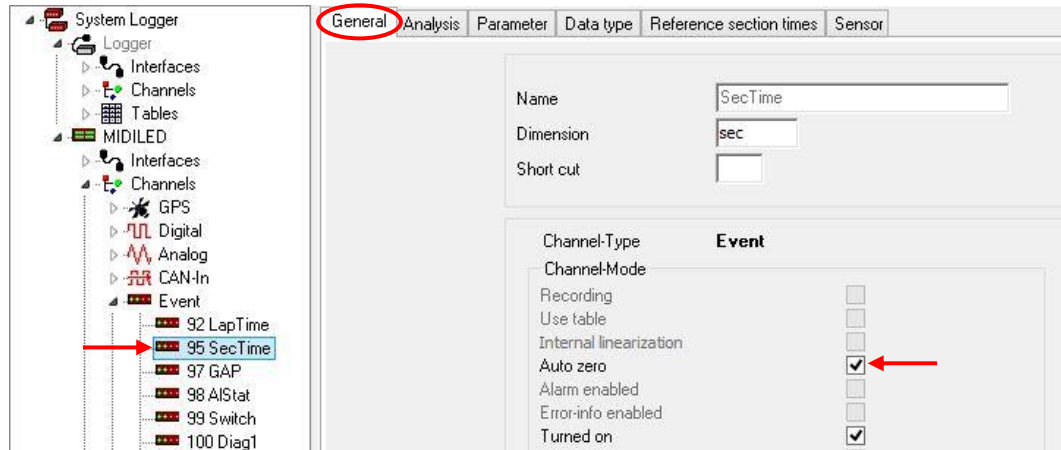 System Logger
Logger
Interfaces
Channels
Tables
MIDILED
Interfaces
Channels
GPS
Digital
Analog
CAN-In
Event
92 LapTime
95 SecTime
97 GAP
98 AlStat
99 Switch
100 Diag1
General Analysis Parameter Data type Reference section times Sensor
Name SecTime
Dimension sec
Short cut
Channel-Type Event
Channel-Mode
Recording
Use table
Internal linearization
Auto zero
Alarm enabled
Error-info enabled
Turned on